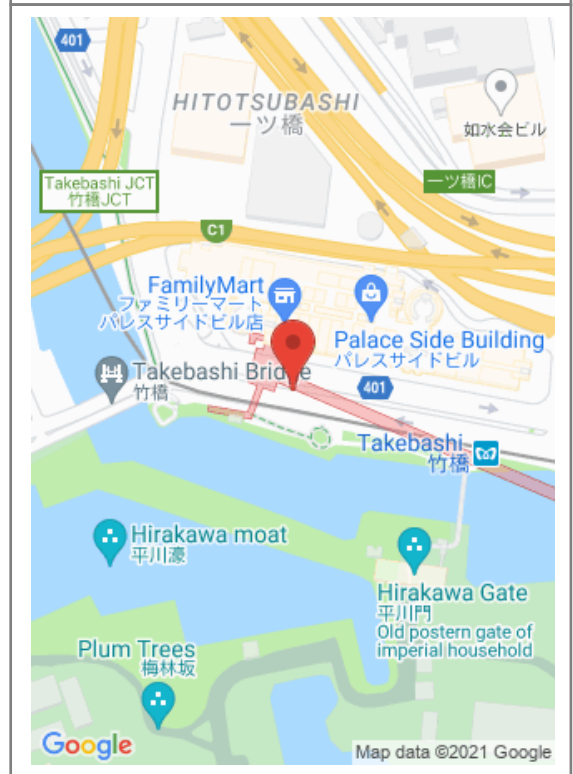 401
HITOTSUBASHI
一ツ橋
如水会ビル
Takebashi JCT
竹橋JCT
一ツ橋IC
C1
FamilyMart
ファミリーマート
パレスサイドビル店
Palace Side Building
パレスサイドビル
Takebashi Bridge
竹橋
401
Takebashi
竹橋
Hirakawa moat
平川濠
Hirakawa Gate
平川門
Old postern gate of
imperial household
Plum Trees
梅林坂
Google
Map data ©2021 Google